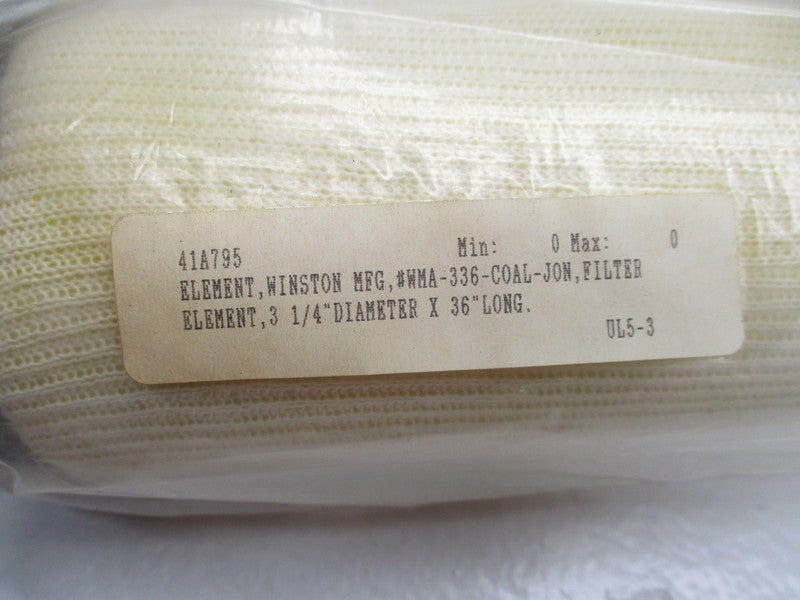 41A795 Min: 0 Max: 0
ELEMENT,WINSTON MFG,#WMA-336-COAL-JON,FILTER
ELEMENT,3 1/4"DIAMETER X 36"LONG.
UL5-3